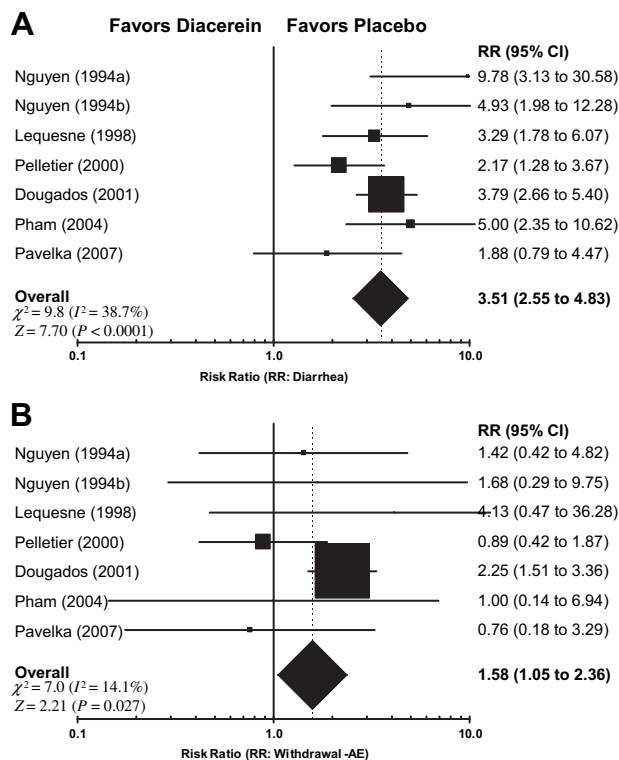 A
Favors Diacerein Favors Placebo
RR (95% CI)
Nguyen (1994a) 9.78 (3.13 to 30.58)
Nguyen (1994b) 4.93 (1.98 to 12.28)
Lequesne (1998) 3.29 (1.78 to 6.07)
Pelletier (2000) 2.17 (1.28 to 3.67)
Dougados (2001) 3.79 (2.66 to 5.40)
Pham (2004) 5.00 (2.35 to 10.62)
Pavelka (2007) 1.88 (0.79 to 4.47)
Overall 3.51 (2.55 to 4.83)
χ² = 9.8 (I² = 38.7%)
Z = 7.70 (P < 0.0001)
0.1 1.0 10.0
Risk Ratio (RR: Diarrhea)
B
RR (95% CI)
Nguyen (1994a) 1.42 (0.42 to 4.82)
Nguyen (1994b) 1.68 (0.29 to 9.75)
Lequesne (1998) 4.13 (0.47 to 36.28)
Pelletier (2000) 0.89 (0.42 to 1.87)
Dougados (2001) 2.25 (1.51 to 3.36)
Pham (2004) 1.00 (0.14 to 6.94)
Pavelka (2007) 0.76 (0.18 to 3.29)
Overall 1.58 (1.05 to 2.36)
χ² = 7.0 (I² = 14.1%)
Z = 2.21 (P = 0.027)
0.1 1.0 10.0
Risk Ratio (RR: Withdrawal -AE)